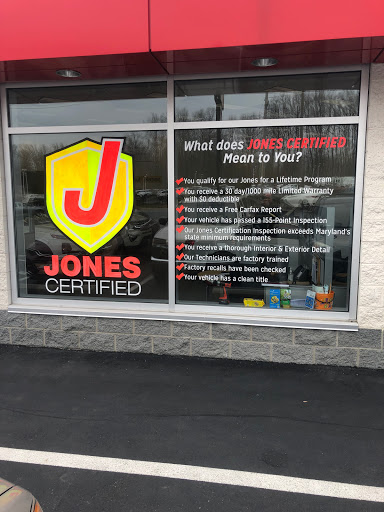 J
JONES
CERTIFIED
What does JONES CERTIFIED
Mean to You?
You qualify for our Jones for a Lifetime Program
You receive a 30 day/1000 mile Limited Warranty
with $0 deductible
You receive a Free Carfax Report
Your vehicle has passed a 155-Point Inspection
Our Jones Certification Inspection exceeds Maryland's
state minimum requirements
You receive a thorough Interior & Exterior Detail
Our Technicians are factory trained
Factory recalls have been checked
Your vehicle has a clean title